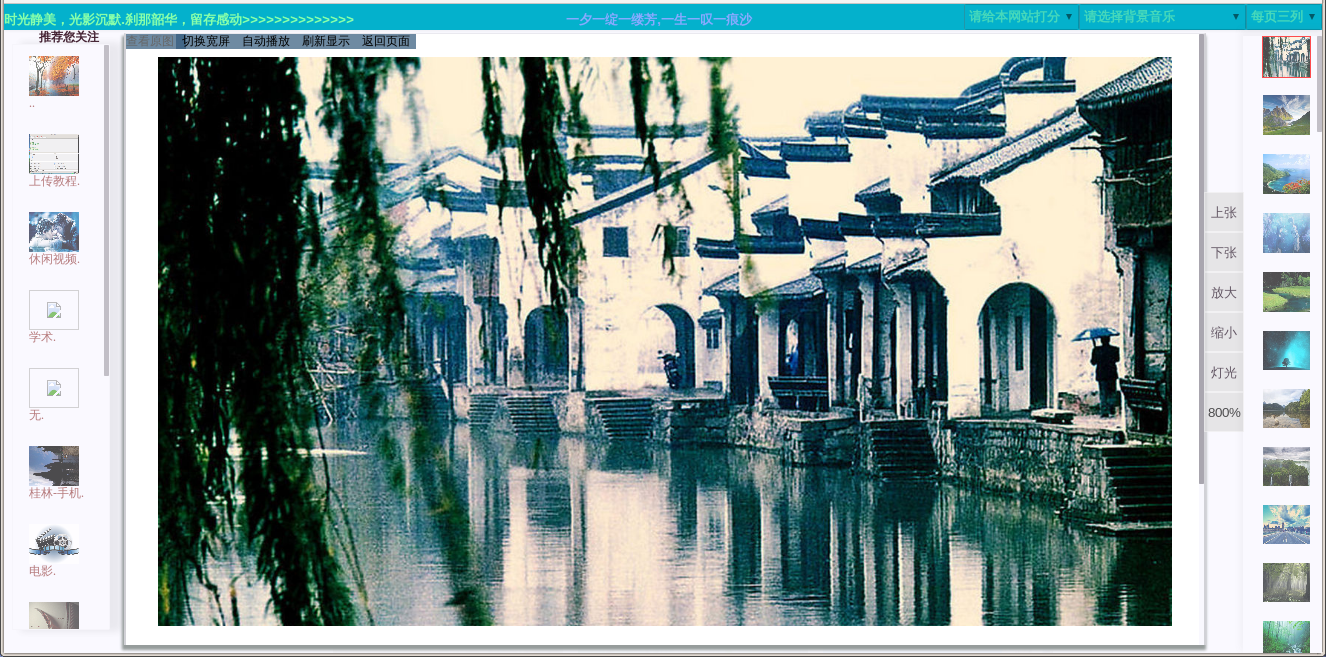 时光静美，光影沉默.刹那韶华，留存感动>>>>>>>>>>>>>>
一夕一绽一缕芳,一生一叹一痕沙
请给本网站打分
请选择背景音乐
每页三列
推荐您关注
..
上传教程.
休闲视频.
学术.
无.
桂林-手机.
电影.
查看原图 切换宽屏 自动播放 刷新显示 返回页面
上张
下张
放大
缩小
灯光
800%